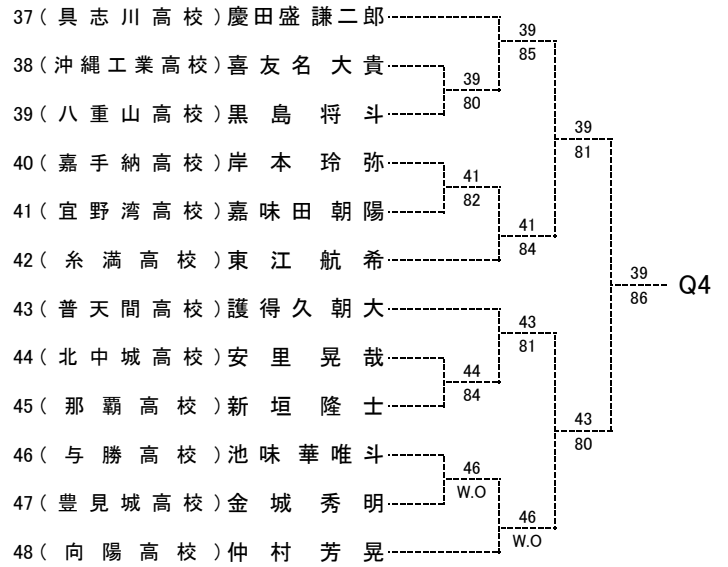 37(具志川高校)慶田盛謙二郎
39
85
38(沖縄工業高校)喜友名大貴
39
80
39(八重山高校)黒島将斗
39
81
40(嘉手納高校)岸本玲弥
41
82
41(宜野湾高校)嘉味田朝陽
41
84
42(糸満高校)東江航希
39
86
Q4
43(普天間高校)護得久朝大
43
81
44(北中城高校)安里晃哉
44
84
45(那覇高校)新垣隆士
43
80
46(与勝高校)池味華唯斗
46
W.O
47(豊見城高校)金城秀明
46
W.O
48(向陽高校)仲村芳晃